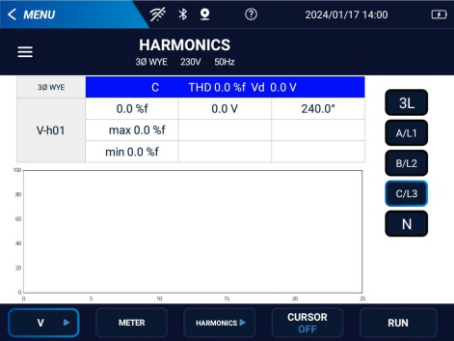 MENU
2024/01/17 14:00
HARMONICS
3Ø WYE 230V 50Hz
3Ø WYE C THD 0.0 %f Vd 0.0 V
V-h01 0.0 %f 0.0 V 240.0°
max 0.0 %f
min 0.0 %f
3L
A/L1
B/L2
C/L3
N
100
80
60
40
20
0
0 5 10 15 20 25
V METER HARMONICS CURSOR OFF RUN